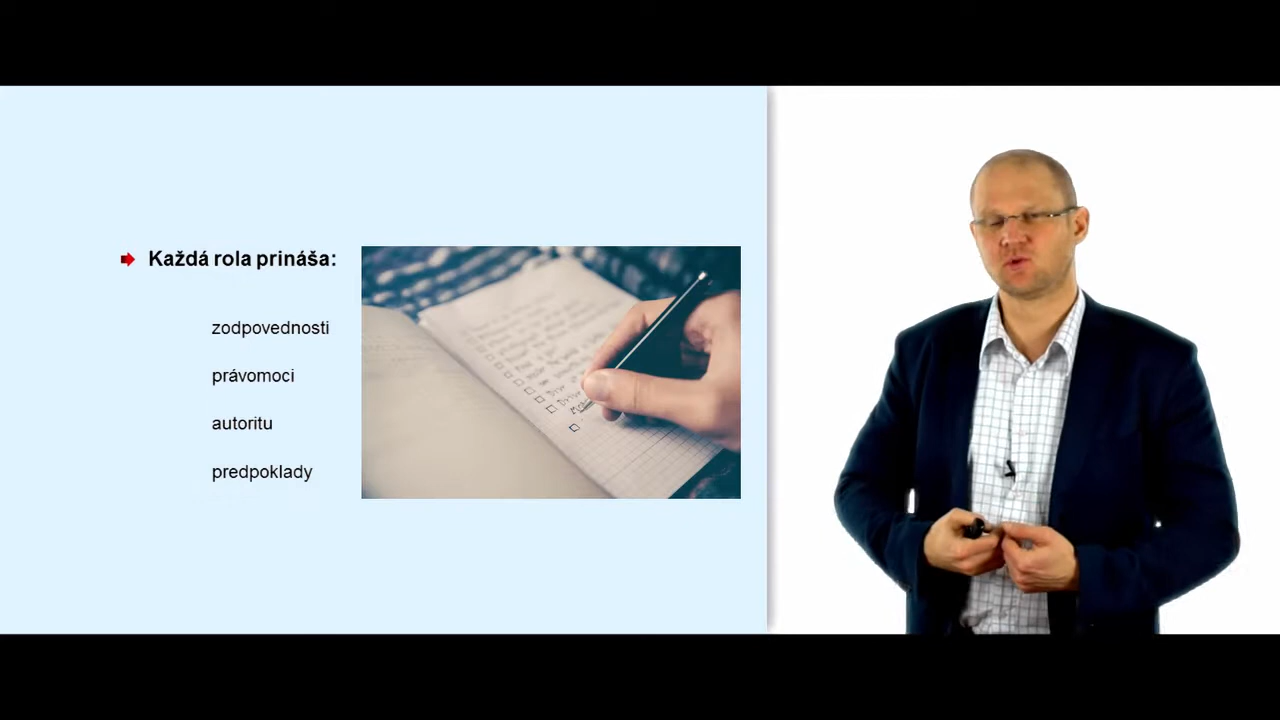 Každá rola prináša:
zodpovednosti
právomoci
autoritu
predpoklady